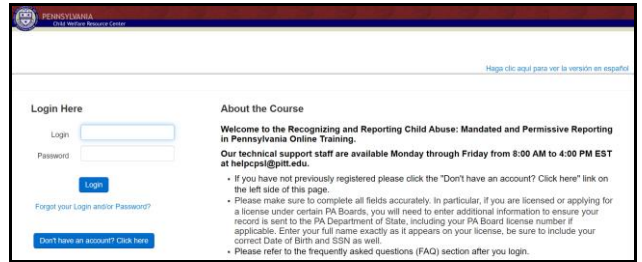 PENNSYLVANIA
Child Welfare Resource Center
Haga clic aquí para ver la versión en español
Login Here
Login
Password
Login
Forgot your Login and/or Password?
Don't have an account? Click here
About the Course
Welcome to the Recognizing and Reporting Child Abuse: Mandated and Permissive Reporting
in Pennsylvania Online Training.
Our technical support staff are available Monday through Friday from 8:00 AM to 4:00 PM EST
at helpcpsl@pitt.edu.
• If you have not previously registered please click the "Don't have an account? Click here" link on
the left side of this page.
• Please make sure to complete all fields accurately. In particular, if you are licensed or applying for
a license under certain PA Boards, you will need to enter additional information to ensure your
record is sent to the PA Department of State, including your PA Board license number if
applicable. Enter your full name exactly as it appears on your license, be sure to include your
correct Date of Birth and SSN as well.
• Please refer to the frequently asked questions (FAQ) section after you login.